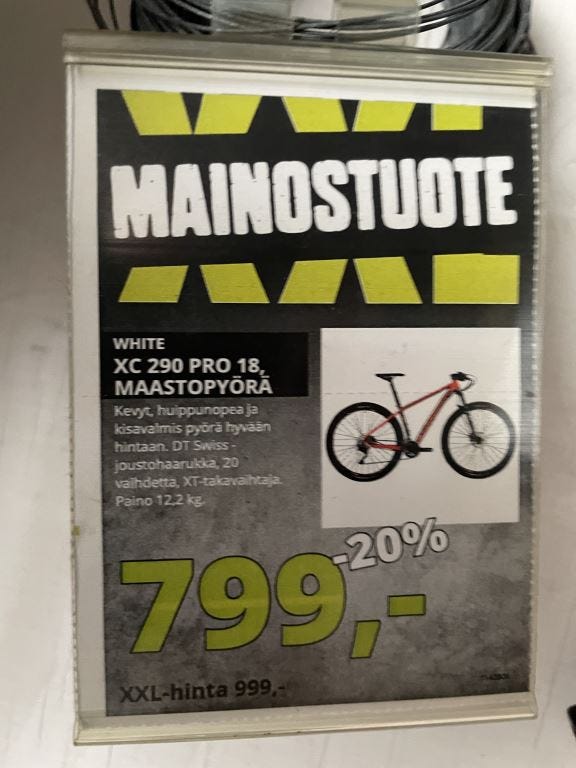 MAINOSTUOTE
XXL
WHITE
XC 290 PRO 18,
MAASTOPYÖRÄ
Kevyt, huippunopea ja
kisavalmis pyörä hyvään
hintaan. DT Swiss -
joustohaarukka, 20
vaihdetta, XT-takavaihtaja.
Paino 12,2 kg.
-20%
799,-
XXL-hinta 999,-